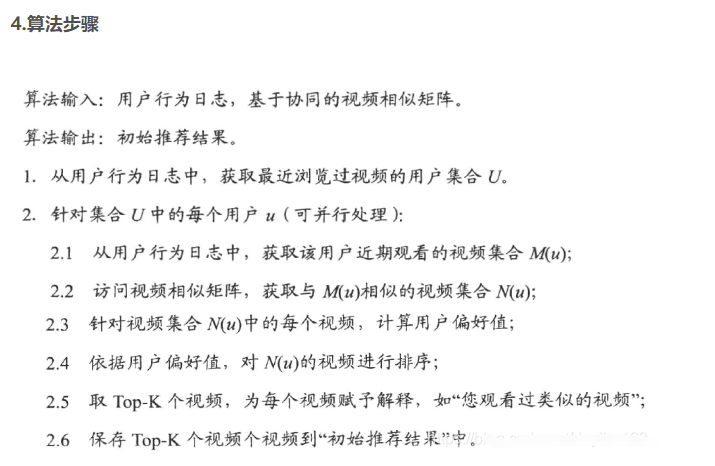 4.算法步骤
算法输入：用户行为日志，基于协同的视频相似矩阵。
算法输出：初始推荐结果。
1. 从用户行为日志中，获取最近浏览过视频的用户集合 U。
2. 针对集合 U 中的每个用户 u（可并行处理）：
2.1 从用户行为日志中，获取该用户近期观看的视频集合 M(u)；
2.2 访问视频相似矩阵，获取与 M(u)相似的视频集合 N(u)；
2.3 针对视频集合 N(u)中的每个视频，计算用户偏好值；
2.4 依据用户偏好值，对 N(u)的视频进行排序；
2.5 取 Top-K 个视频，为每个视频赋予解释，如“您观看过类似的视频”；
2.6 保存 Top-K 个视频个视频到“初始推荐结果”中。